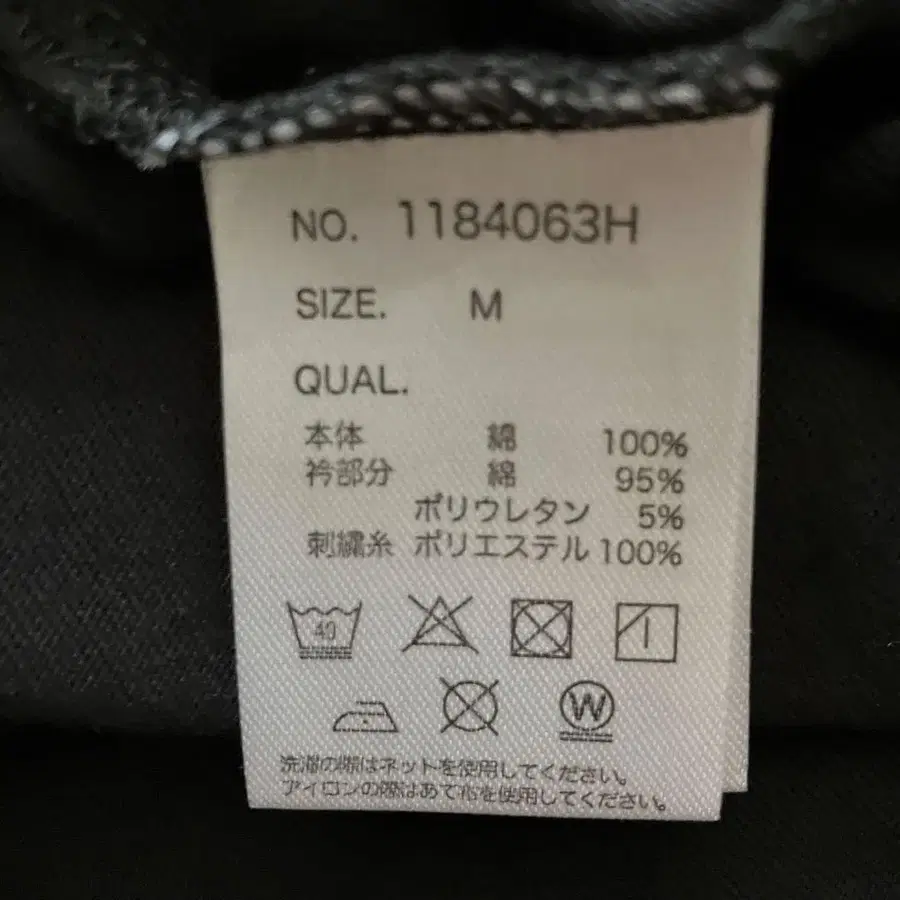 NO. 1184063H
SIZE. M
QUAL.
本体 綿 100%
衿部分 綿 95%
ポリウレタン 5%
刺繍糸 ポリエステル 100%
40
W
洗濯の際はネットを使用してください。
アイロンの際はあて布を使用してください。